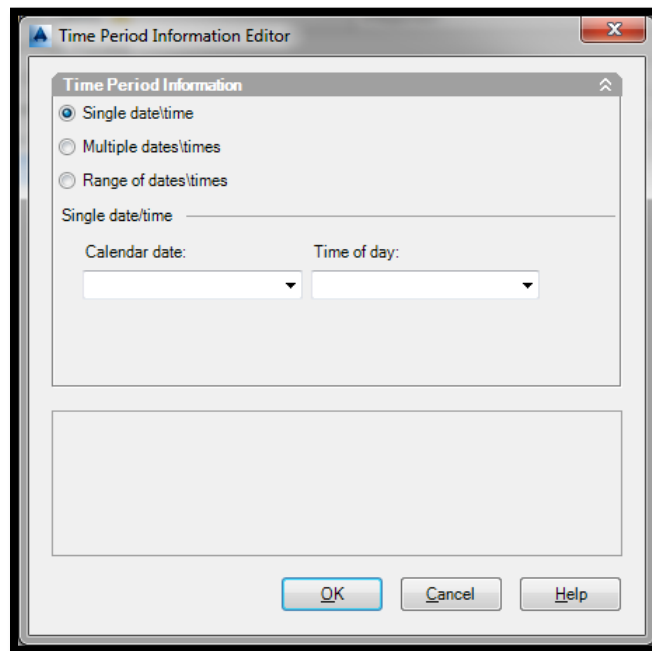 Time Period Information Editor
Time Period Information
Single date\time
Multiple dates\times
Range of dates\times
Single date/time
Calendar date: Time of day:
OK Cancel Help